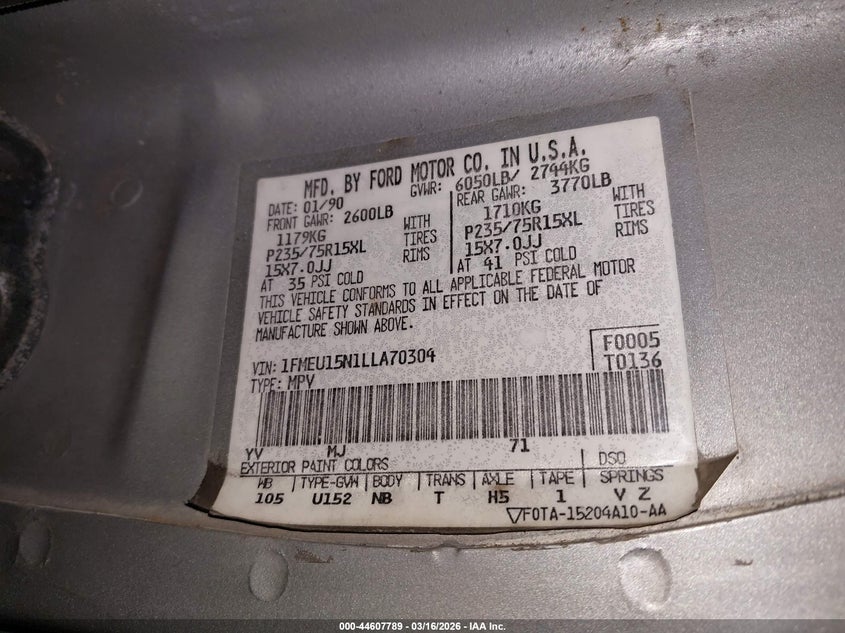 MFD. BY FORD MOTOR CO. IN U.S.A.
DATE: 01/90 GVWR: 6050LB/ 2744KG
FRONT GAWR: 2600LB REAR GAWR: 3770LB
1179KG WITH 1710KG WITH
P235/75R15XL TIRES P235/75R15XL TIRES
15X7.0JJ RIMS 15X7.0JJ RIMS
AT 35 PSI COLD AT 41 PSI COLD
THIS VEHICLE CONFORMS TO ALL APPLICABLE FEDERAL MOTOR
VEHICLE SAFETY STANDARDS IN EFFECT ON THE DATE OF
MANUFACTURE SHOWN ABOVE.
F0005
VIN: 1FMEU15N1LLA70304 T0136
TYPE: MPV
YV MJ 71
EXTERIOR PAINT COLORS DSO
WB TYPE-GVW BODY TRANS AXLE TAPE SPRINGS
105 U152 NB T H5 1 V Z
F0TA-15204A10-AA
000-44607789 - 03/16/2026 - IAA Inc.